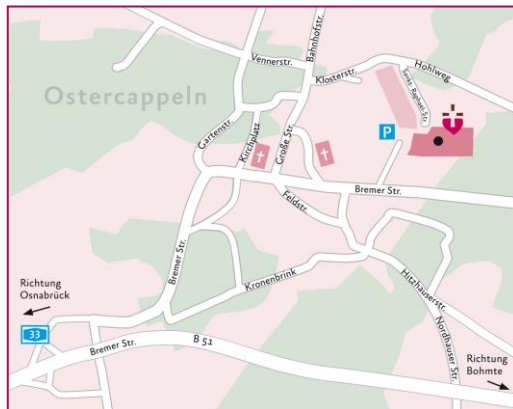 Bahnhofstr.
Vennerstr.
Klosterstr.
Hohlweg
Sankt-Raphael-Str.
Ostercappeln
P
Gartenstr.
Kirchplatz
Große Str.
Bremer Str.
Feldstr.
Bremer Str.
Kronenbrink
Hitzhauserstr.
Nordhauser Str.
Richtung
Osnabrück
33
Bremer Str.
B 51
Richtung
Bohmte